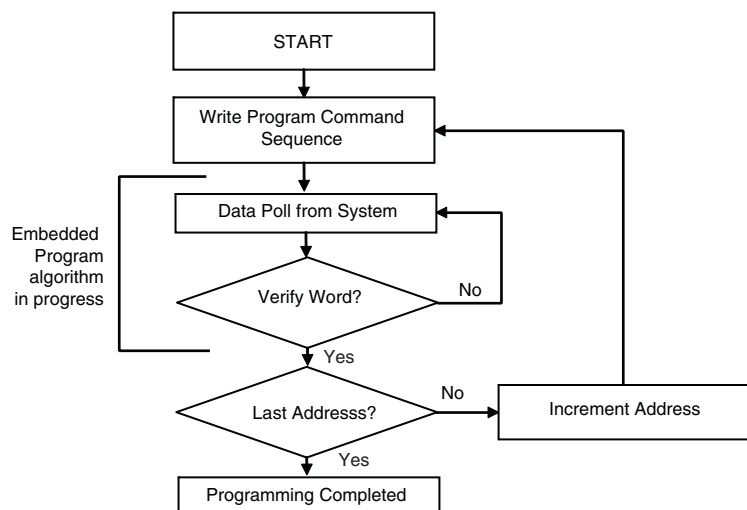 START
Write Program Command
Sequence
Data Poll from System
Embedded
Program
algorithm
in progress
Verify Word?
No
Yes
Last Addresss?
No
Increment Address
Yes
Programming Completed